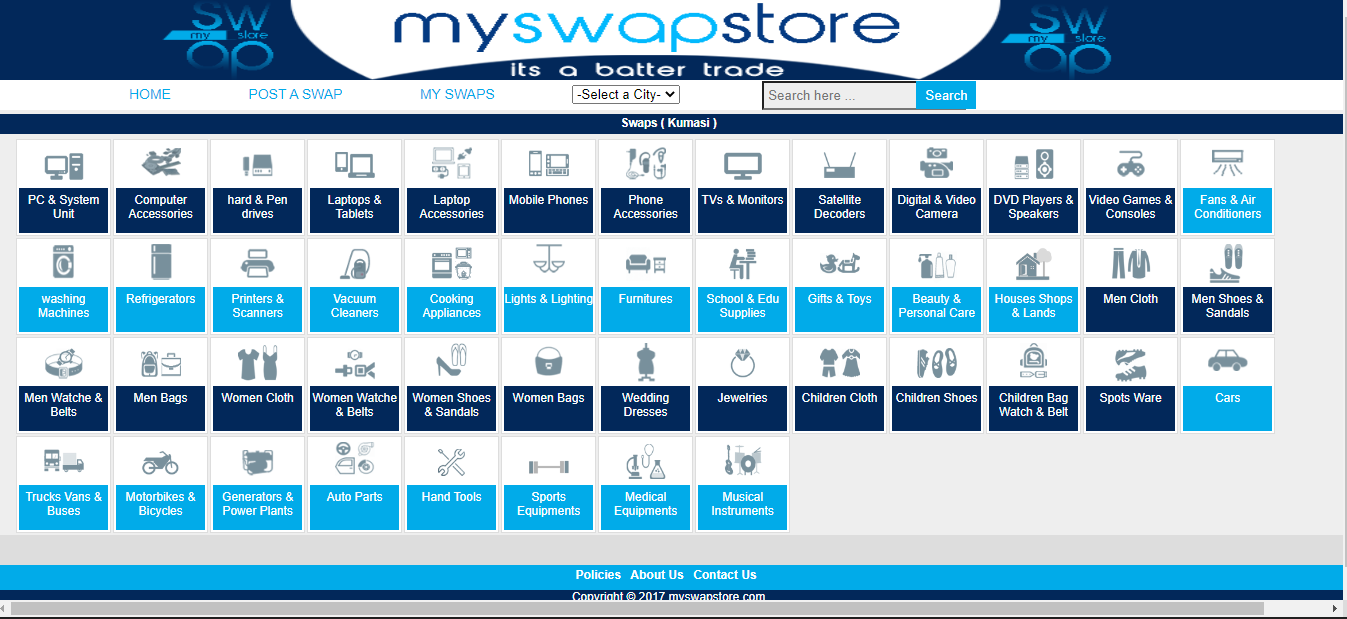 SW
my store
op
myswapstore
its a batter trade
SW
my store
op
HOME POST A SWAP MY SWAPS -Select a City- Search here ... Search
Swaps ( Kumasi )
PC & System
Unit
Computer
Accessories
hard & Pen
drives
Laptops &
Tablets
Laptop
Accessories
Mobile Phones
Phone
Accessories
TVs & Monitors
Satellite
Decoders
Digital & Video
Camera
DVD Players &
Speakers
Video Games &
Consoles
Fans & Air
Conditioners
washing
Machines
Refrigerators
Printers &
Scanners
Vacuum
Cleaners
Cooking
Appliances
Lights & Lighting
Furnitures
School & Edu
Supplies
Gifts & Toys
Beauty &
Personal Care
Houses Shops
& Lands
Men Cloth
Men Shoes &
Sandals
Men Watche &
Belts
Men Bags
Women Cloth
Women Watche
& Belts
Women Shoes
& Sandals
Women Bags
Wedding
Dresses
Jewelries
Children Cloth
Children Shoes
Children Bag
Watch & Belt
Spots Ware
Cars
Trucks Vans &
Buses
Motorbikes &
Bicycles
Generators &
Power Plants
Auto Parts
Hand Tools
Sports
Equipments
Medical
Equipments
Musical
Instruments
Policies About Us Contact Us
Copyright © 2017 myswapstore.com